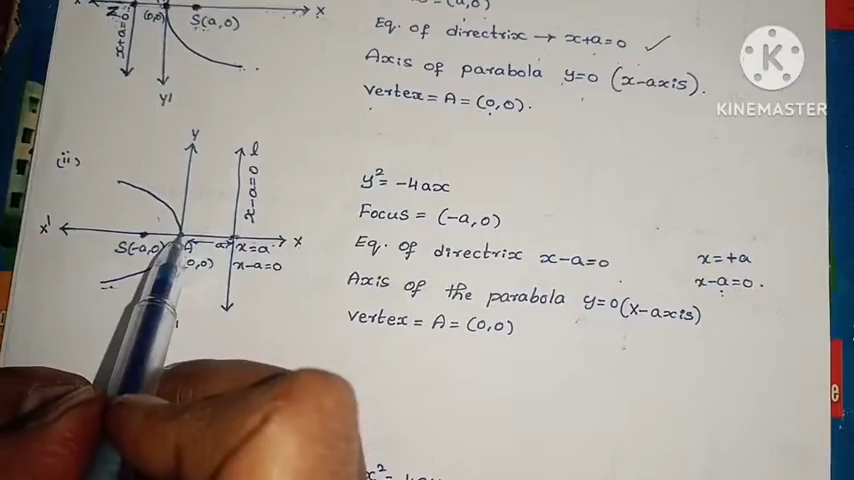 Z (0,0) S(a,0) x
x+a=0
y'
Eq. of directrix → x+a=0 ✓
Axis of parabola y=0 (x-axis).
vertex = A = (0,0).
KINEMASTER
(ii)
y l
x-a=0
x' x
S(-a,0) A a x=a
(0,0) x-a=0
y² = -4ax
Focus = (-a,0)
Eq. of directrix x-a=0
x=+a
x-a=0.
Axis of the parabola y=0(x-axis)
vertex = A = (0,0)